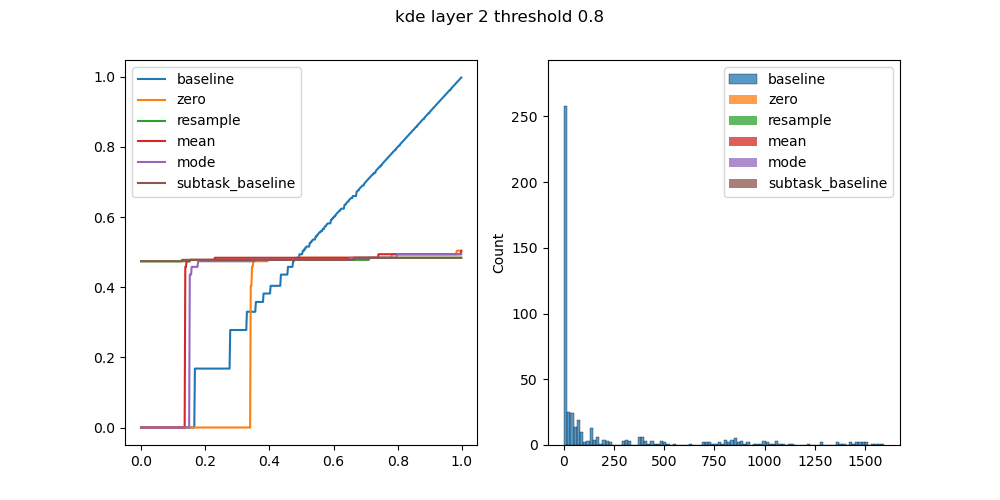 kde layer 2 threshold 0.8
baseline
zero
resample
mean
mode
subtask_baseline
1.0
0.8
0.6
0.4
0.2
0.0
0.0 0.2 0.4 0.6 0.8 1.0
baseline
zero
resample
mean
mode
subtask_baseline
Count
250
200
150
100
50
0
0 250 500 750 1000 1250 1500